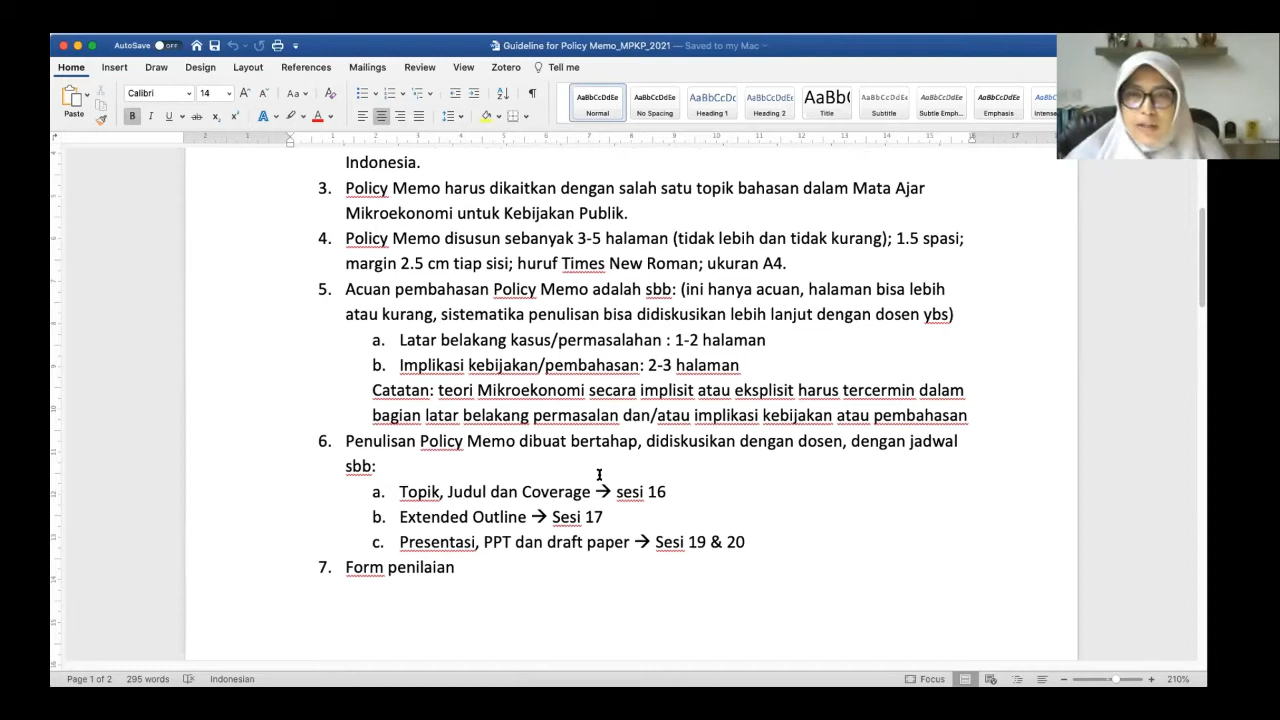 AutoSave OFF
Guideline for Policy Memo_MPKP_2021 — Saved to my Mac
Home Insert Draw Design Layout References Mailings Review View Zotero Tell me
Paste
Calibri 14
AaBbCcDdEe AaBbCcDdEe AaBbCcDc AaBbCcDdEe AaBb( AaBbCcDdEe AaBbCcDdEe AaBbCcDdEe
Normal No Spacing Heading 1 Heading 2 Title Subtitle Subtle Emph... Emphasis Intense
Indonesia.
3. Policy Memo harus dikaitkan dengan salah satu topik bahasan dalam Mata Ajar
Mikroekonomi untuk Kebijakan Publik.
4. Policy Memo disusun sebanyak 3-5 halaman (tidak lebih dan tidak kurang); 1.5 spasi;
margin 2.5 cm tiap sisi; huruf Times New Roman; ukuran A4.
5. Acuan pembahasan Policy Memo adalah sbb: (ini hanya acuan, halaman bisa lebih
atau kurang, sistematika penulisan bisa didiskusikan lebih lanjut dengan dosen ybs)
a. Latar belakang kasus/permasalahan : 1-2 halaman
b. Implikasi kebijakan/pembahasan: 2-3 halaman
Catatan: teori Mikroekonomi secara implisit atau eksplisit harus tercermin dalam
bagian latar belakang permasalan dan/atau implikasi kebijakan atau pembahasan
6. Penulisan Policy Memo dibuat bertahap, didiskusikan dengan dosen, dengan jadwal
sbb:
a. Topik, Judul dan Coverage → sesi 16
b. Extended Outline → Sesi 17
c. Presentasi, PPT dan draft paper → Sesi 19 & 20
7. Form penilaian
Page 1 of 2 295 words Indonesian Focus 210%